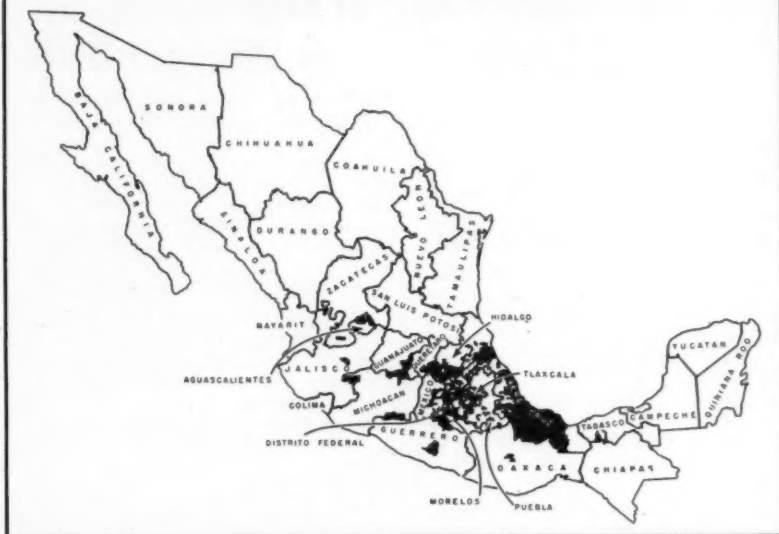 SONORA
BAJA CALIFORNIA
CHIHUAHUA
COAHUILA
SINALOA
DURANGO
NUEVO LEON
TAMAULIPAS
ZACATECAS
SAN LUIS POTOSI
NAYARIT
HIDALGO
YUCATAN
QUINTANA ROO
GUANAJUATO
QUERETARO
JALISCO
AGUASCALIENTES
TLAXCALA
CAMPECHE
TABASCO
COLIMA
MICHOACAN
MEXICO
DISTRITO FEDERAL
GUERRERO
OAXACA
CHIAPAS
MORELOS
PUEBLA